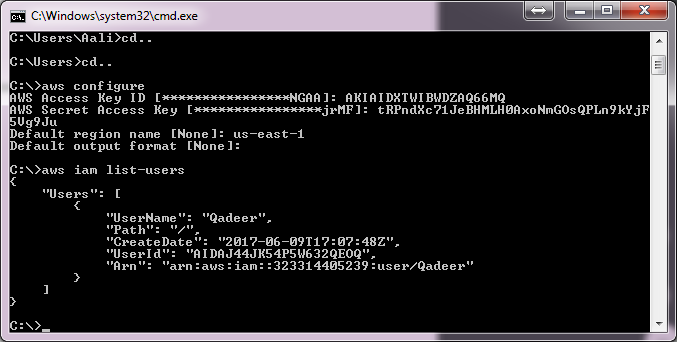 C:\Windows\system32\cmd.exe
C:\Users\Aali>cd..
C:\Users>cd..
C:\>aws configure
AWS Access Key ID [****************NGAA]: AKIAIDXTWIBWDZAQ66MQ
AWS Secret Access Key [****************jrMF]: tRPndXc71JeBHMLH0AxoNmGOsQPLn9kYjF
5Vg9Ju
Default region name [None]: us-east-1
Default output format [None]:
C:\>aws iam list-users
{
"Users": [
{
"UserName": "Qadeer",
"Path": "/",
"CreateDate": "2017-06-09T17:07:48Z",
"UserId": "AIDAJ44JK54P5W632QEOQ",
"Arn": "arn:aws:iam::323314405239:user/Qadeer"
}
]
}
C:\>_